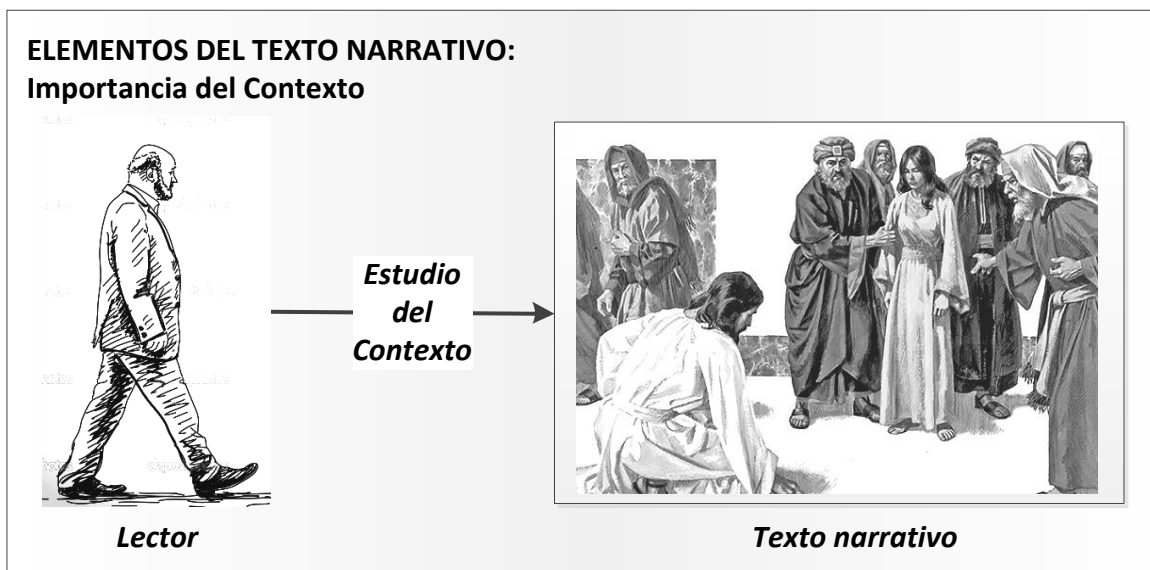 ELEMENTOS DEL TEXTO NARRATIVO:
Importancia del Contexto
Estudio
del
Contexto
Lector
Texto narrativo